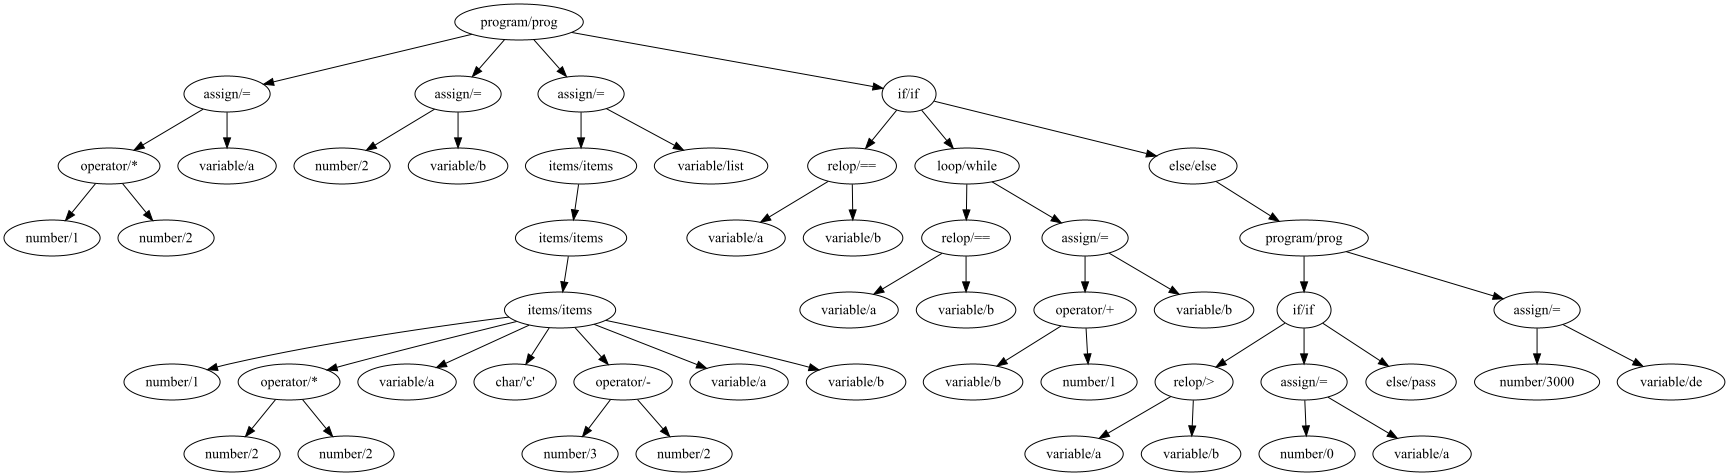 program/prog
assign/= assign/= assign/= if/if
operator/* variable/a number/2 variable/b items/items variable/list relop/== loop/while else/else
number/1 number/2 items/items variable/a variable/b relop/== assign/= program/prog
items/items variable/a variable/b operator/+ variable/b if/if assign/=
number/1 operator/* variable/a char/'c' operator/- variable/a variable/b variable/b number/1 relop/> assign/= else/pass number/3000 variable/de
number/2 number/2 number/3 number/2 variable/a variable/b number/0 variable/a